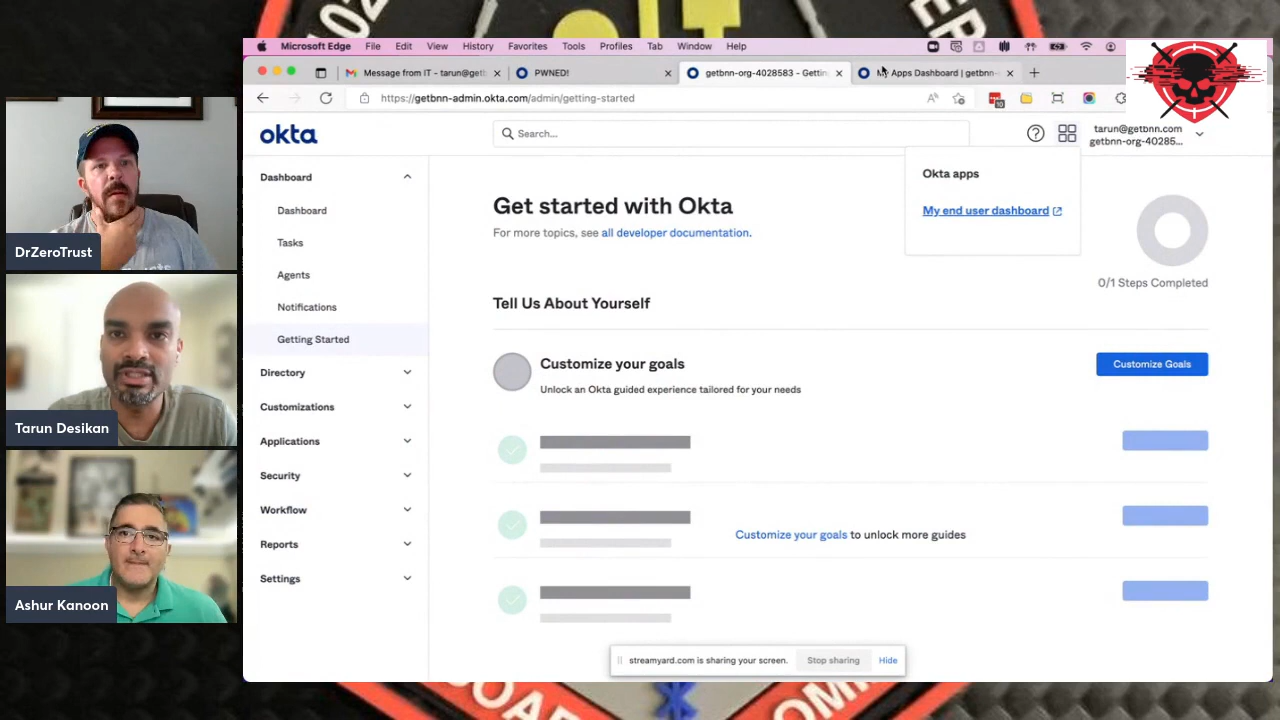 Microsoft Edge File Edit View History Favorites Tools Profiles Tab Window Help
Message from IT - tarun@get
PWNED!
getbnn-org-4028583 - Gettin
My Apps Dashboard | getbnn-
https://getbnn-admin.okta.com/admin/getting-started
10
okta
Search...
tarun@getbnn.com
getbnn-org-40285...
Dashboard
Dashboard
Tasks
Agents
Notifications
Getting Started
Directory
Customizations
Applications
Security
Workflow
Reports
Settings
Okta apps
My end user dashboard
Get started with Okta
For more topics, see all developer documentation.
0/1 Steps Completed
Tell Us About Yourself
Customize your goals
Unlock an Okta guided experience tailored for your needs
Customize Goals
Customize your goals to unlock more guides
streamyard.com is sharing your screen. Stop sharing Hide
DrZeroTrust
Tarun Desikan
Ashur Kanoon